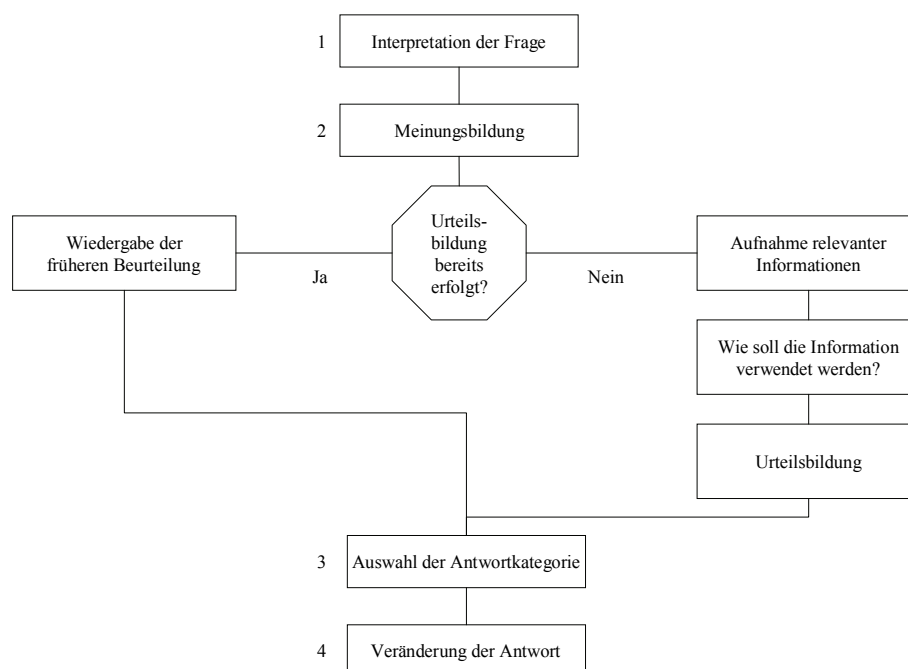 1
Interpretation der Frage
2
Meinungsbildung
Urteils-
bildung
bereits
erfolgt?
Wiedergabe der
früheren Beurteilung
Ja
Nein
Aufnahme relevanter
Informationen
Wie soll die Information
verwendet werden?
Urteilsbildung
3
Auswahl der Antwortkategorie
4
Veränderung der Antwort